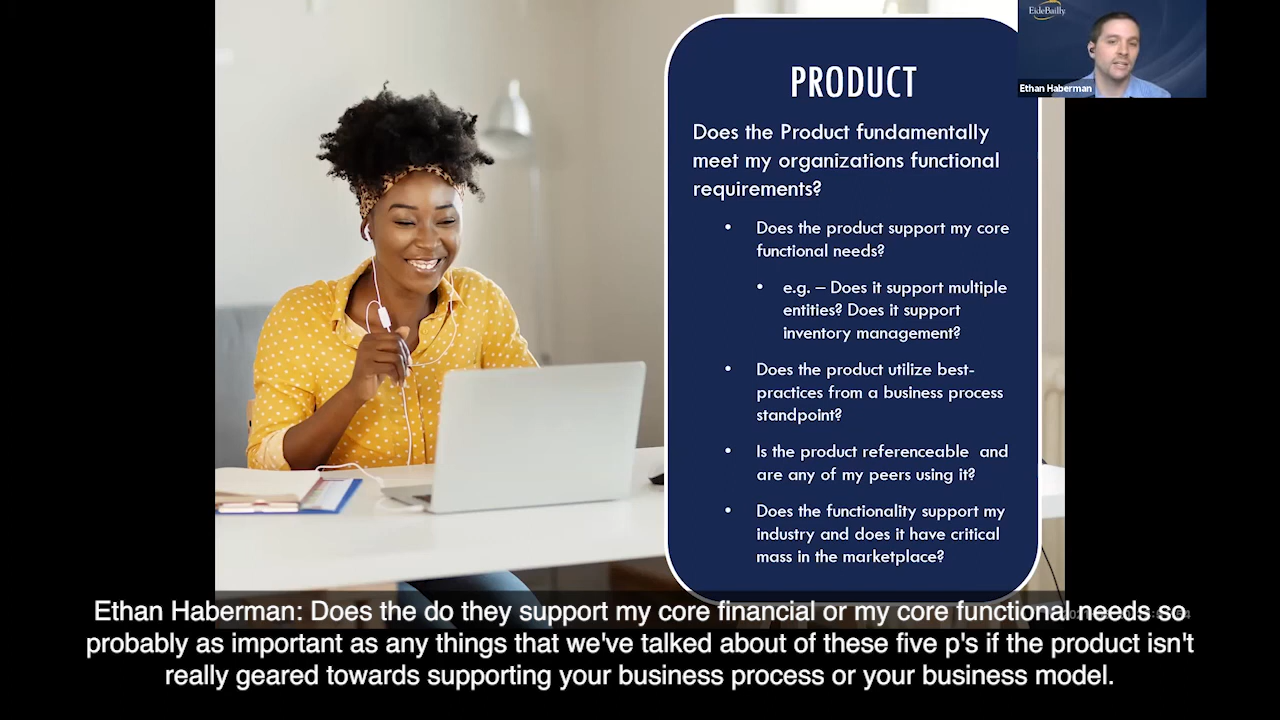 EideBailly
Ethan Haberman
PRODUCT
Does the Product fundamentally
meet my organizations functional
requirements?
• Does the product support my core
functional needs?
• e.g. – Does it support multiple
entities? Does it support
inventory management?
• Does the product utilize best-
practices from a business process
standpoint?
• Is the product referenceable and
are any of my peers using it?
• Does the functionality support my
industry and does it have critical
mass in the marketplace?
Ethan Haberman: Does the do they support my core financial or my core functional needs so
probably as important as any things that we've talked about of these five p's if the product isn't
really geared towards supporting your business process or your business model.